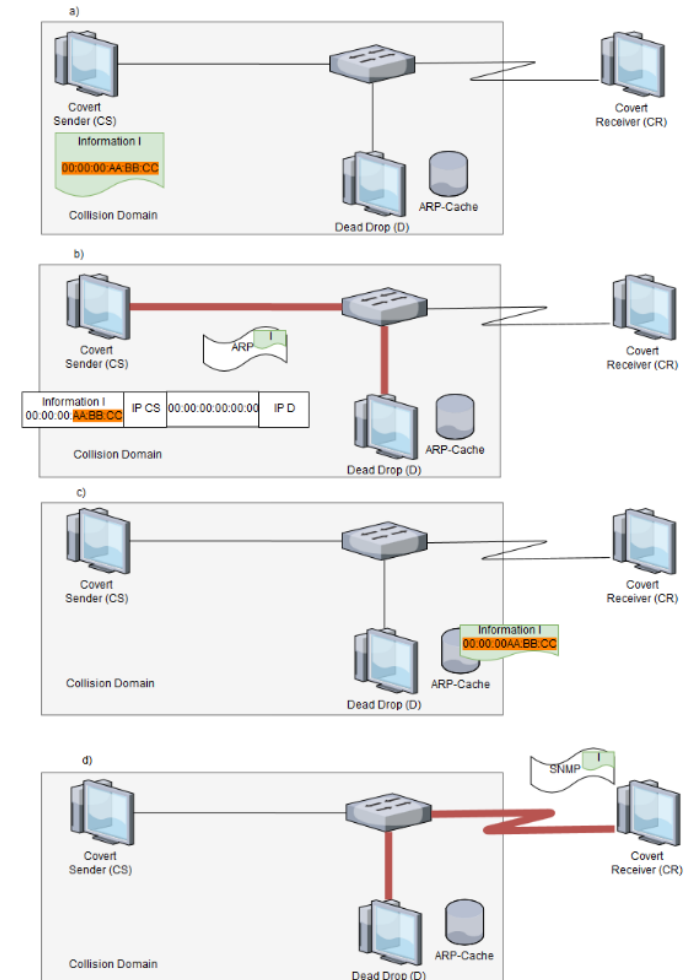 a)
Covert
Sender (CS)
Covert
Receiver (CR)
Information I
00:00:00:AA:BB:CC
ARP-Cache
Collision Domain
Dead Drop (D)
b)
ARP
I
Covert
Sender (CS)
Covert
Receiver (CR)
Information I
00:00:00:AA:BB:CC
IP CS
00:00:00:00:00:00
IP D
ARP-Cache
Collision Domain
Dead Drop (D)
c)
Covert
Sender (CS)
Covert
Receiver (CR)
Information I
00:00:00AA:BB:CC
Collision Domain
ARP-Cache
Dead Drop (D)
d)
SNMP
I
Covert
Sender (CS)
Covert
Receiver (CR)
ARP-Cache
Collision Domain
Dead Drop (D)